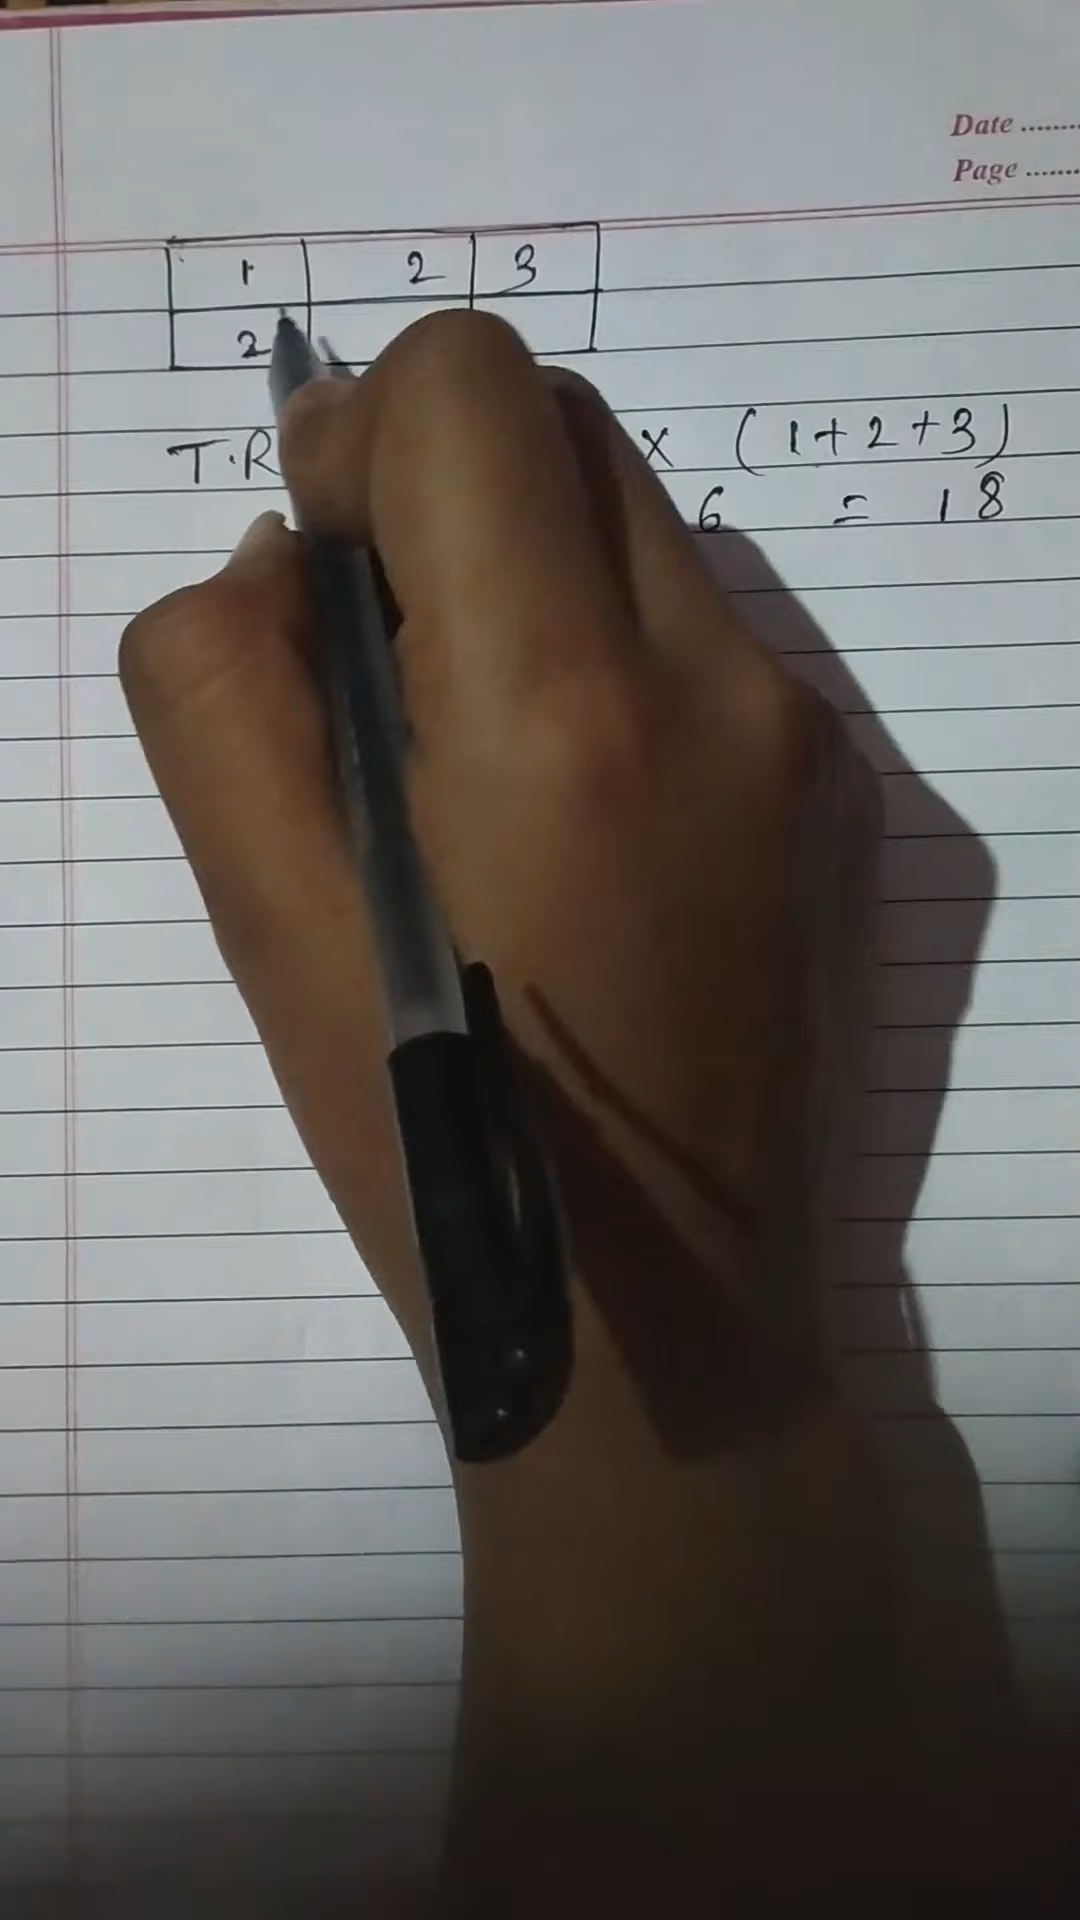 Date ........
Page .......
1 2 3
2
T.R × (1+2+3)
6 = 18